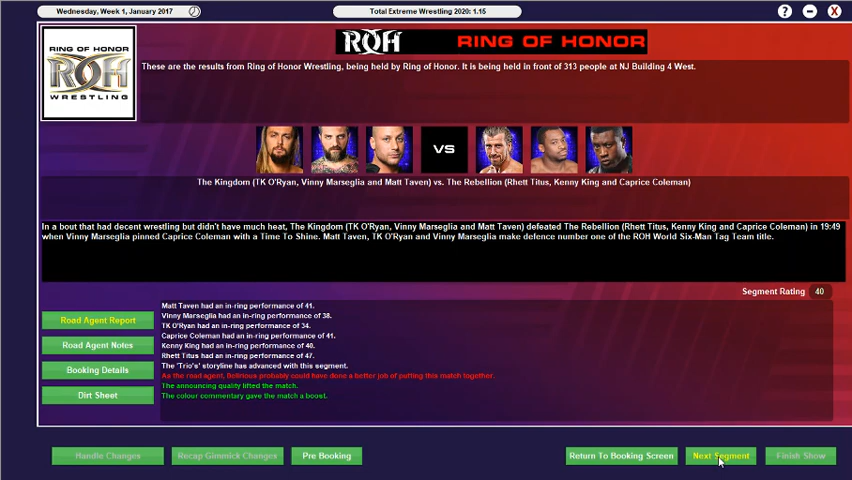 Wednesday, Week 1, January 2017
Total Extreme Wrestling 2020: 1.15
?
X
RING OF HONOR
ROH
WRESTLING
ROH RING OF HONOR
These are the results from Ring of Honor Wrestling, being held by Ring of Honor. It is being held in front of 313 people at NJ Building 4 West.
VS
The Kingdom (TK O'Ryan, Vinny Marseglia and Matt Taven) vs. The Rebellion (Rhett Titus, Kenny King and Caprice Coleman)
In a bout that had decent wrestling but didn't have much heat, The Kingdom (TK O'Ryan, Vinny Marseglia and Matt Taven) defeated The Rebellion (Rhett Titus, Kenny King and Caprice Coleman) in 19:49
when Vinny Marseglia pinned Caprice Coleman with a Time To Shine. Matt Taven, TK O'Ryan and Vinny Marseglia make defence number one of the ROH World Six-Man Tag Team title.
Segment Rating 40
Road Agent Report
Road Agent Notes
Booking Details
Dirt Sheet
Matt Taven had an in-ring performance of 41.
Vinny Marseglia had an in-ring performance of 38.
TK O'Ryan had an in-ring performance of 34.
Caprice Coleman had an in-ring performance of 41.
Kenny King had an in-ring performance of 40.
Rhett Titus had an in-ring performance of 47.
The 'Trio's' storyline has advanced with this segment.
As the road agent, Delirious probably could have done a better job of putting this match together.
The announcing quality lifted the match.
The colour commentary gave the match a boost.
Handle Changes
Recap Gimmick Changes
Pre Booking
Return To Booking Screen
Next Segment
Finish Show